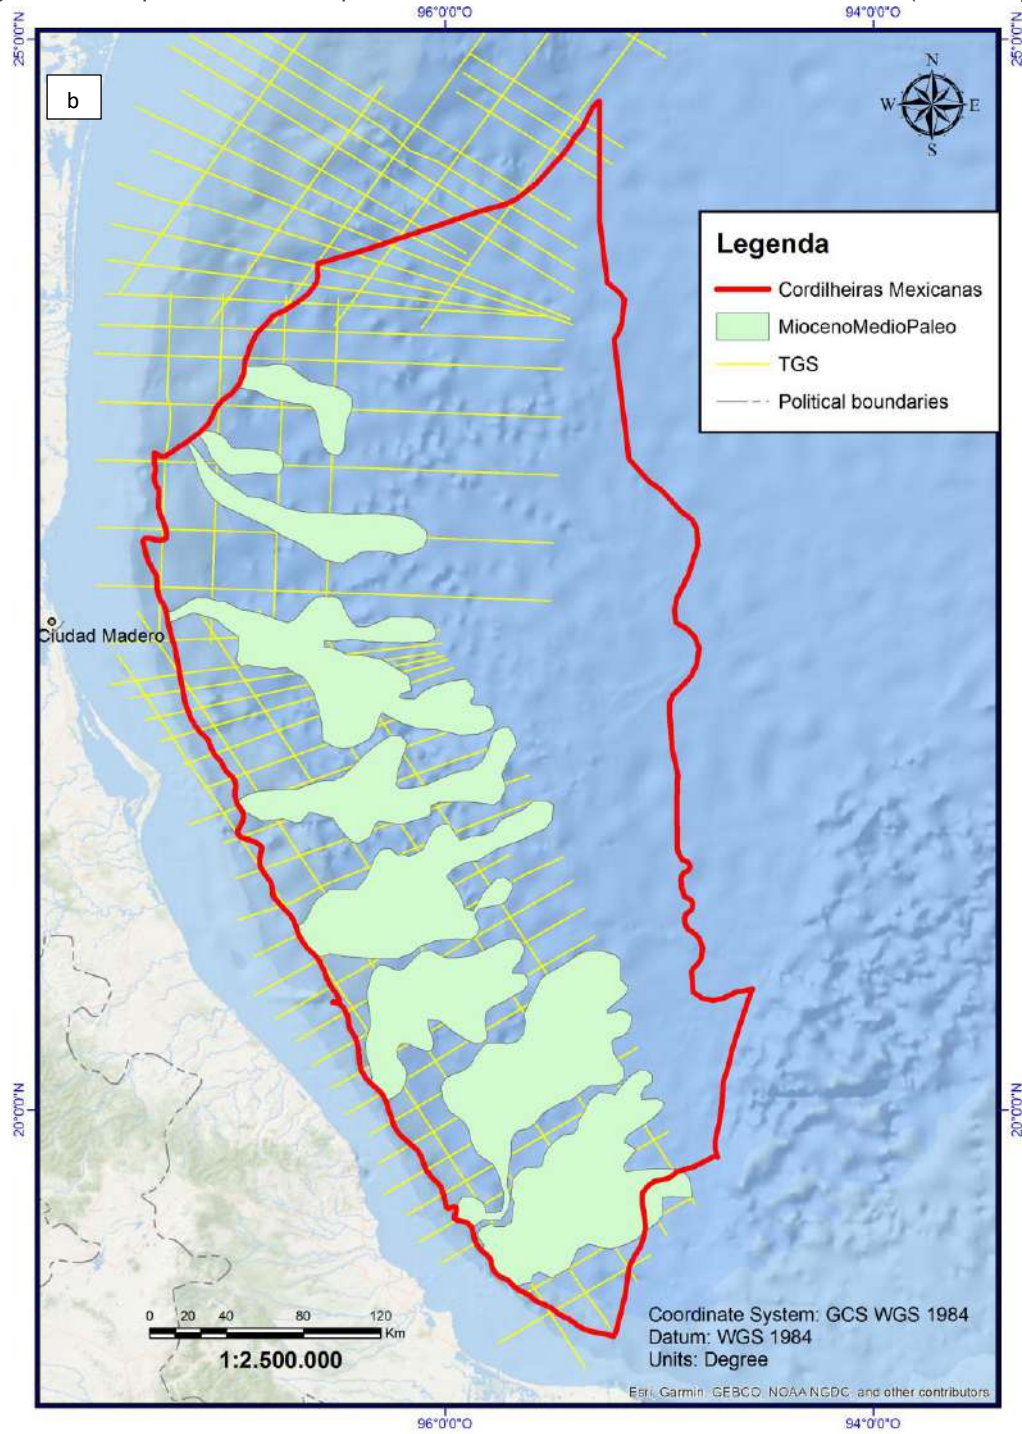 96°0'0"O
94°0'0"O
25°0'0"N
25°0'0"N
b
N
W
E
S
Legenda
Cordilheiras Mexicanas
MiocenoMedioPaleo
TGS
Political boundaries
Ciudad Madero
20°0'0"N
20°0'0"N
0 20 40 80 120
Km
1:2.500.000
Coordinate System: GCS WGS 1984
Datum: WGS 1984
Units: Degree
Esri, Garmin, GEBCO, NOAA NGDC, and other contributors
96°0'0"O
94°0'0"O